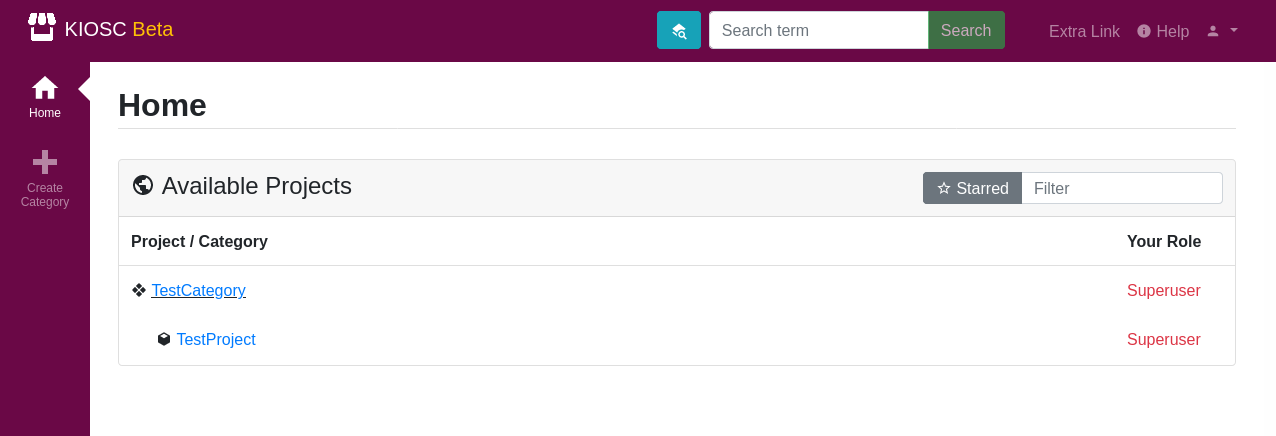 KIOSC Beta
Search term
Search
Extra Link
Help
Home
Create
Category
Home
Available Projects
Starred
Filter
Project / Category
Your Role
TestCategory
Superuser
TestProject
Superuser